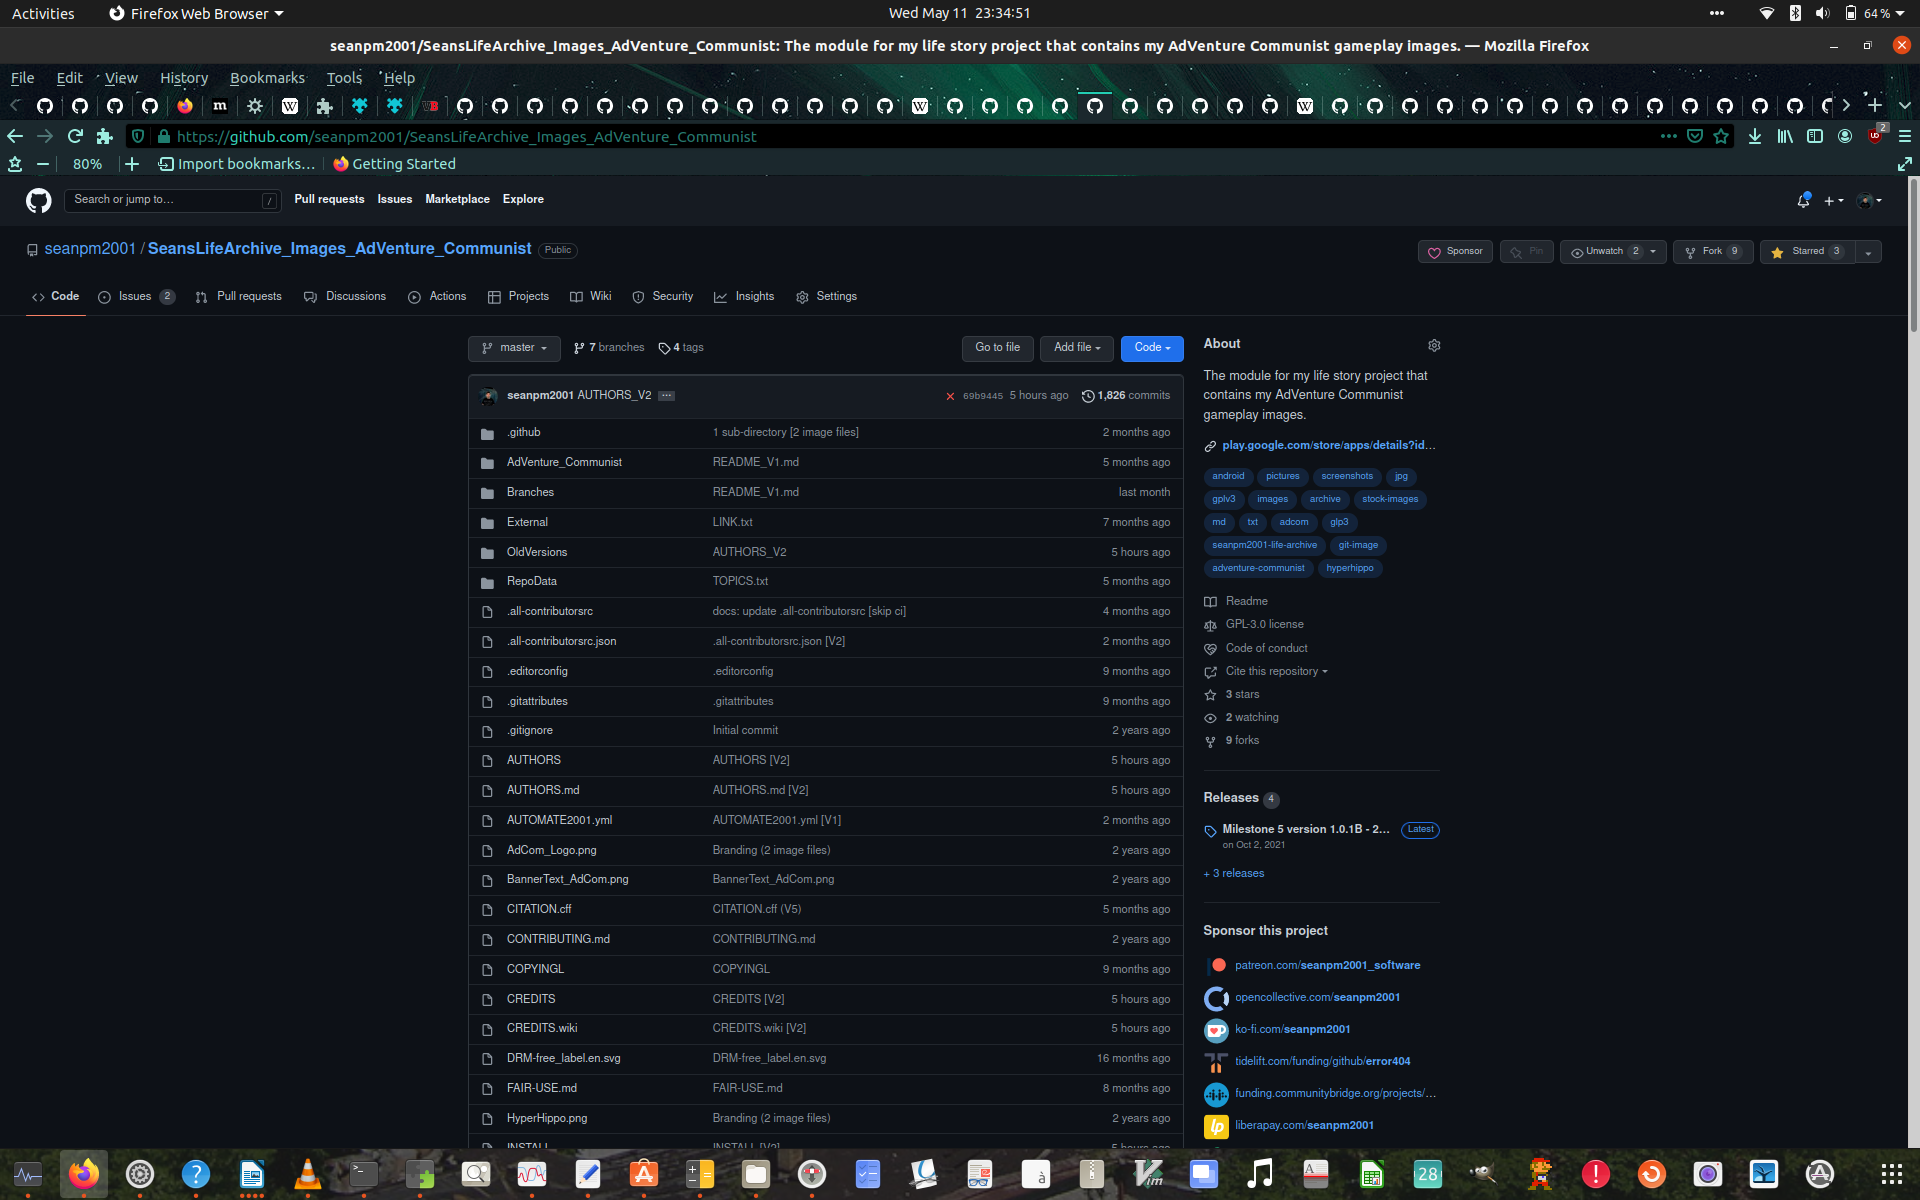 Activities
Firefox Web Browser
Wed May 11 23:34:51
64 %
seanpm2001/SeansLifeArchive_Images_AdVenture_Communist: The module for my life story project that contains my AdVenture Communist gameplay images. — Mozilla Firefox
File Edit View History Bookmarks Tools Help
https://github.com/seanpm2001/SeansLifeArchive_Images_AdVenture_Communist
2
80%
Import bookmarks...
Getting Started
Search or jump to...
/
Pull requests Issues Marketplace Explore
seanpm2001 / SeansLifeArchive_Images_AdVenture_Communist Public
Sponsor
Pin
Unwatch 2
Fork 9
Starred 3
Code
Issues 2
Pull requests
Discussions
Actions
Projects
Wiki
Security
Insights
Settings
master
7 branches
4 tags
Go to file
Add file
Code
seanpm2001 AUTHORS_V2 ... 69b9445 5 hours ago 1,826 commits
.github 1 sub-directory [2 image files] 2 months ago
AdVenture_Communist README_V1.md 5 months ago
Branches README_V1.md last month
External LINK.txt 7 months ago
OldVersions AUTHORS_V2 5 hours ago
RepoData TOPICS.txt 5 months ago
.all-contributorsrc docs: update .all-contributorsrc [skip ci] 4 months ago
.all-contributorsrc.json .all-contributorsrc.json [V2] 2 months ago
.editorconfig .editorconfig 9 months ago
.gitattributes .gitattributes 9 months ago
.gitignore Initial commit 2 years ago
AUTHORS AUTHORS [V2] 5 hours ago
AUTHORS.md AUTHORS.md [V2] 5 hours ago
AUTOMATE2001.yml AUTOMATE2001.yml [V1] 2 months ago
AdCom_Logo.png Branding (2 image files) 2 years ago
BannerText_AdCom.png BannerText_AdCom.png 2 years ago
CITATION.cff CITATION.cff (V5) 5 months ago
CONTRIBUTING.md CONTRIBUTING.md 2 years ago
COPYINGL COPYINGL 9 months ago
CREDITS CREDITS [V2] 5 hours ago
CREDITS.wiki CREDITS.wiki [V2] 5 hours ago
DRM-free_label.en.svg DRM-free_label.en.svg 16 months ago
FAIR-USE.md FAIR-USE.md 8 months ago
HyperHippo.png Branding (2 image files) 2 years ago
INSTALL INSTALL [V2] 5 hours ago
About
The module for my life story project that
contains my AdVenture Communist
gameplay images.
play.google.com/store/apps/details?id...
android pictures screenshots jpg
gplv3 images archive stock-images
md txt adcom glp3
seanpm2001-life-archive git-image
adventure-communist hyperhippo
Readme
GPL-3.0 license
Code of conduct
Cite this repository
3 stars
2 watching
9 forks
Releases 4
Milestone 5 version 1.0.1B - 2... Latest
on Oct 2, 2021
+ 3 releases
Sponsor this project
patreon.com/seanpm2001_software
opencollective.com/seanpm2001
ko-fi.com/seanpm2001
tidelift.com/funding/github/error404
funding.communitybridge.org/projects/...
lp
liberapay.com/seanpm2001
28